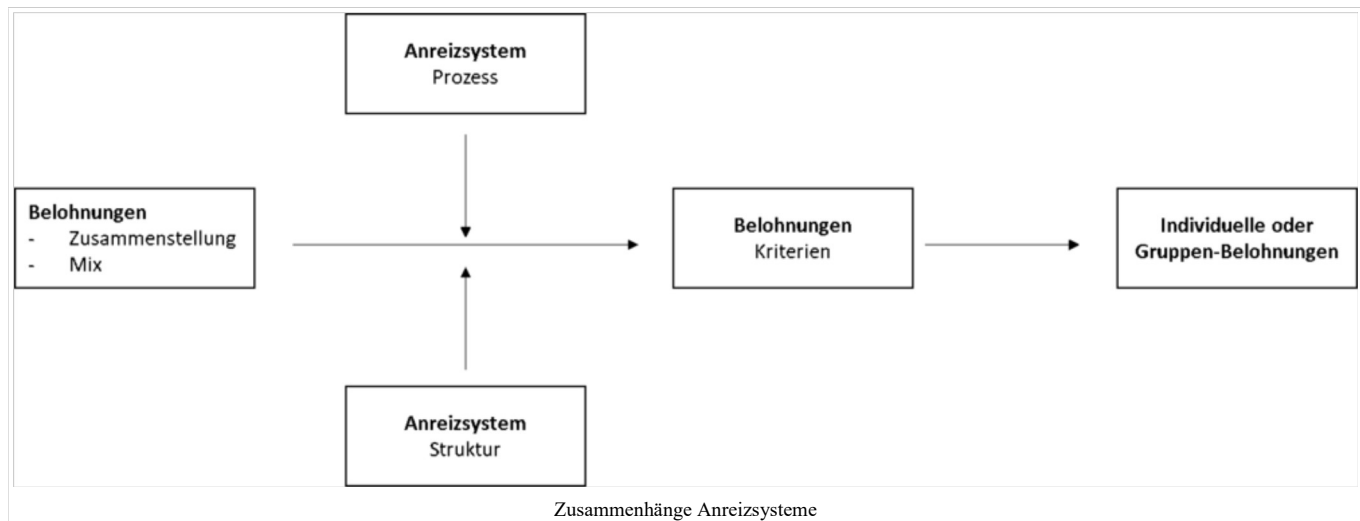 Anreizsystem
Prozess
Belohnungen
- Zusammenstellung
- Mix
Belohnungen
Kriterien
Individuelle oder
Gruppen-Belohnungen
Anreizsystem
Struktur
Zusammenhänge Anreizsysteme